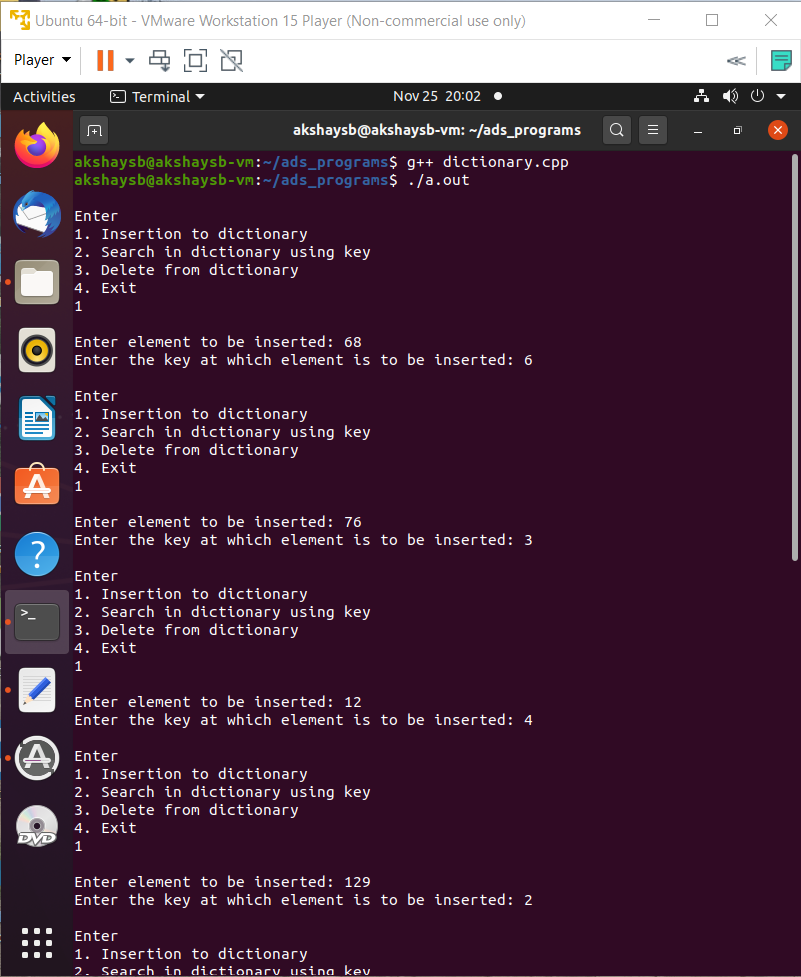 Ubuntu 64-bit - VMware Workstation 15 Player (Non-commercial use only)
Player
Activities
Terminal
Nov 25 20:02
akshaysb@akshaysb-vm: ~/ads_programs
akshaysb@akshaysb-vm:~/ads_programs$ g++ dictionary.cpp
akshaysb@akshaysb-vm:~/ads_programs$ ./a.out
Enter
1. Insertion to dictionary
2. Search in dictionary using key
3. Delete from dictionary
4. Exit
1
Enter element to be inserted: 68
Enter the key at which element is to be inserted: 6
Enter
1. Insertion to dictionary
2. Search in dictionary using key
3. Delete from dictionary
4. Exit
1
Enter element to be inserted: 76
Enter the key at which element is to be inserted: 3
Enter
1. Insertion to dictionary
2. Search in dictionary using key
3. Delete from dictionary
4. Exit
1
Enter element to be inserted: 12
Enter the key at which element is to be inserted: 4
Enter
1. Insertion to dictionary
2. Search in dictionary using key
3. Delete from dictionary
4. Exit
1
Enter element to be inserted: 129
Enter the key at which element is to be inserted: 2
Enter
1. Insertion to dictionary
2. Search in dictionary using key
DVD